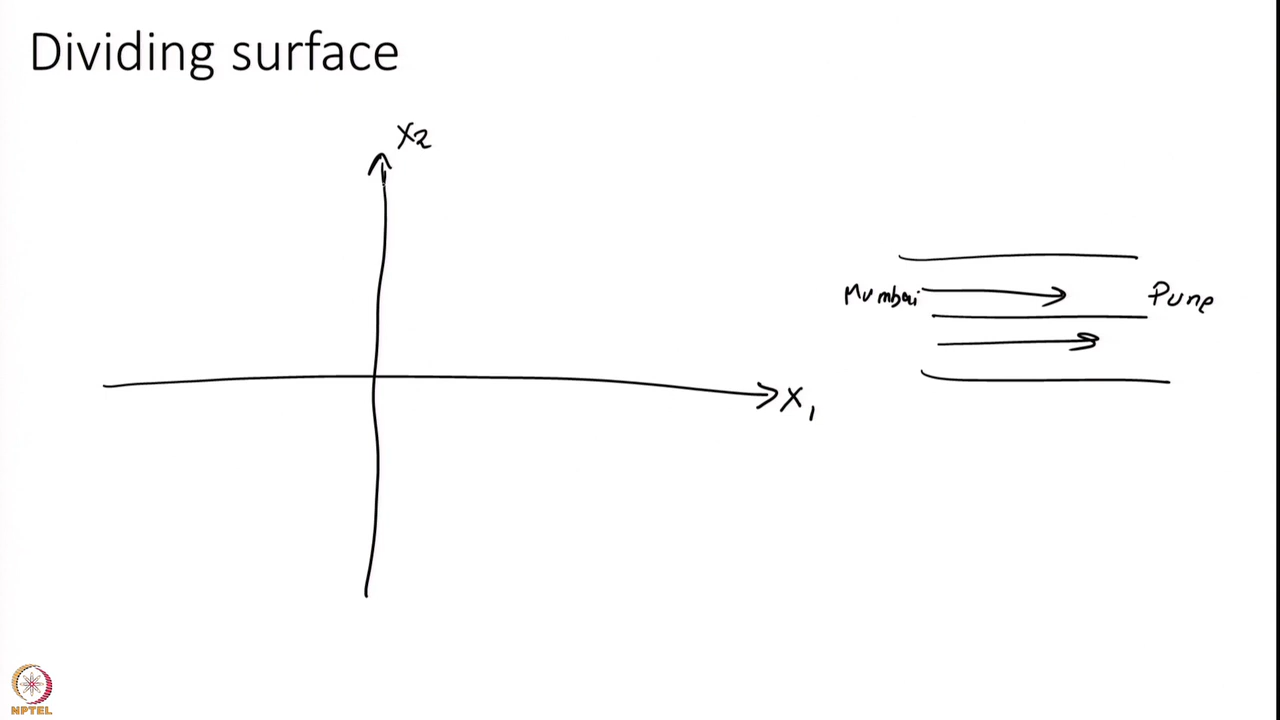 Dividing surface
X2
X1
Mumbai
Pune
NPTEL